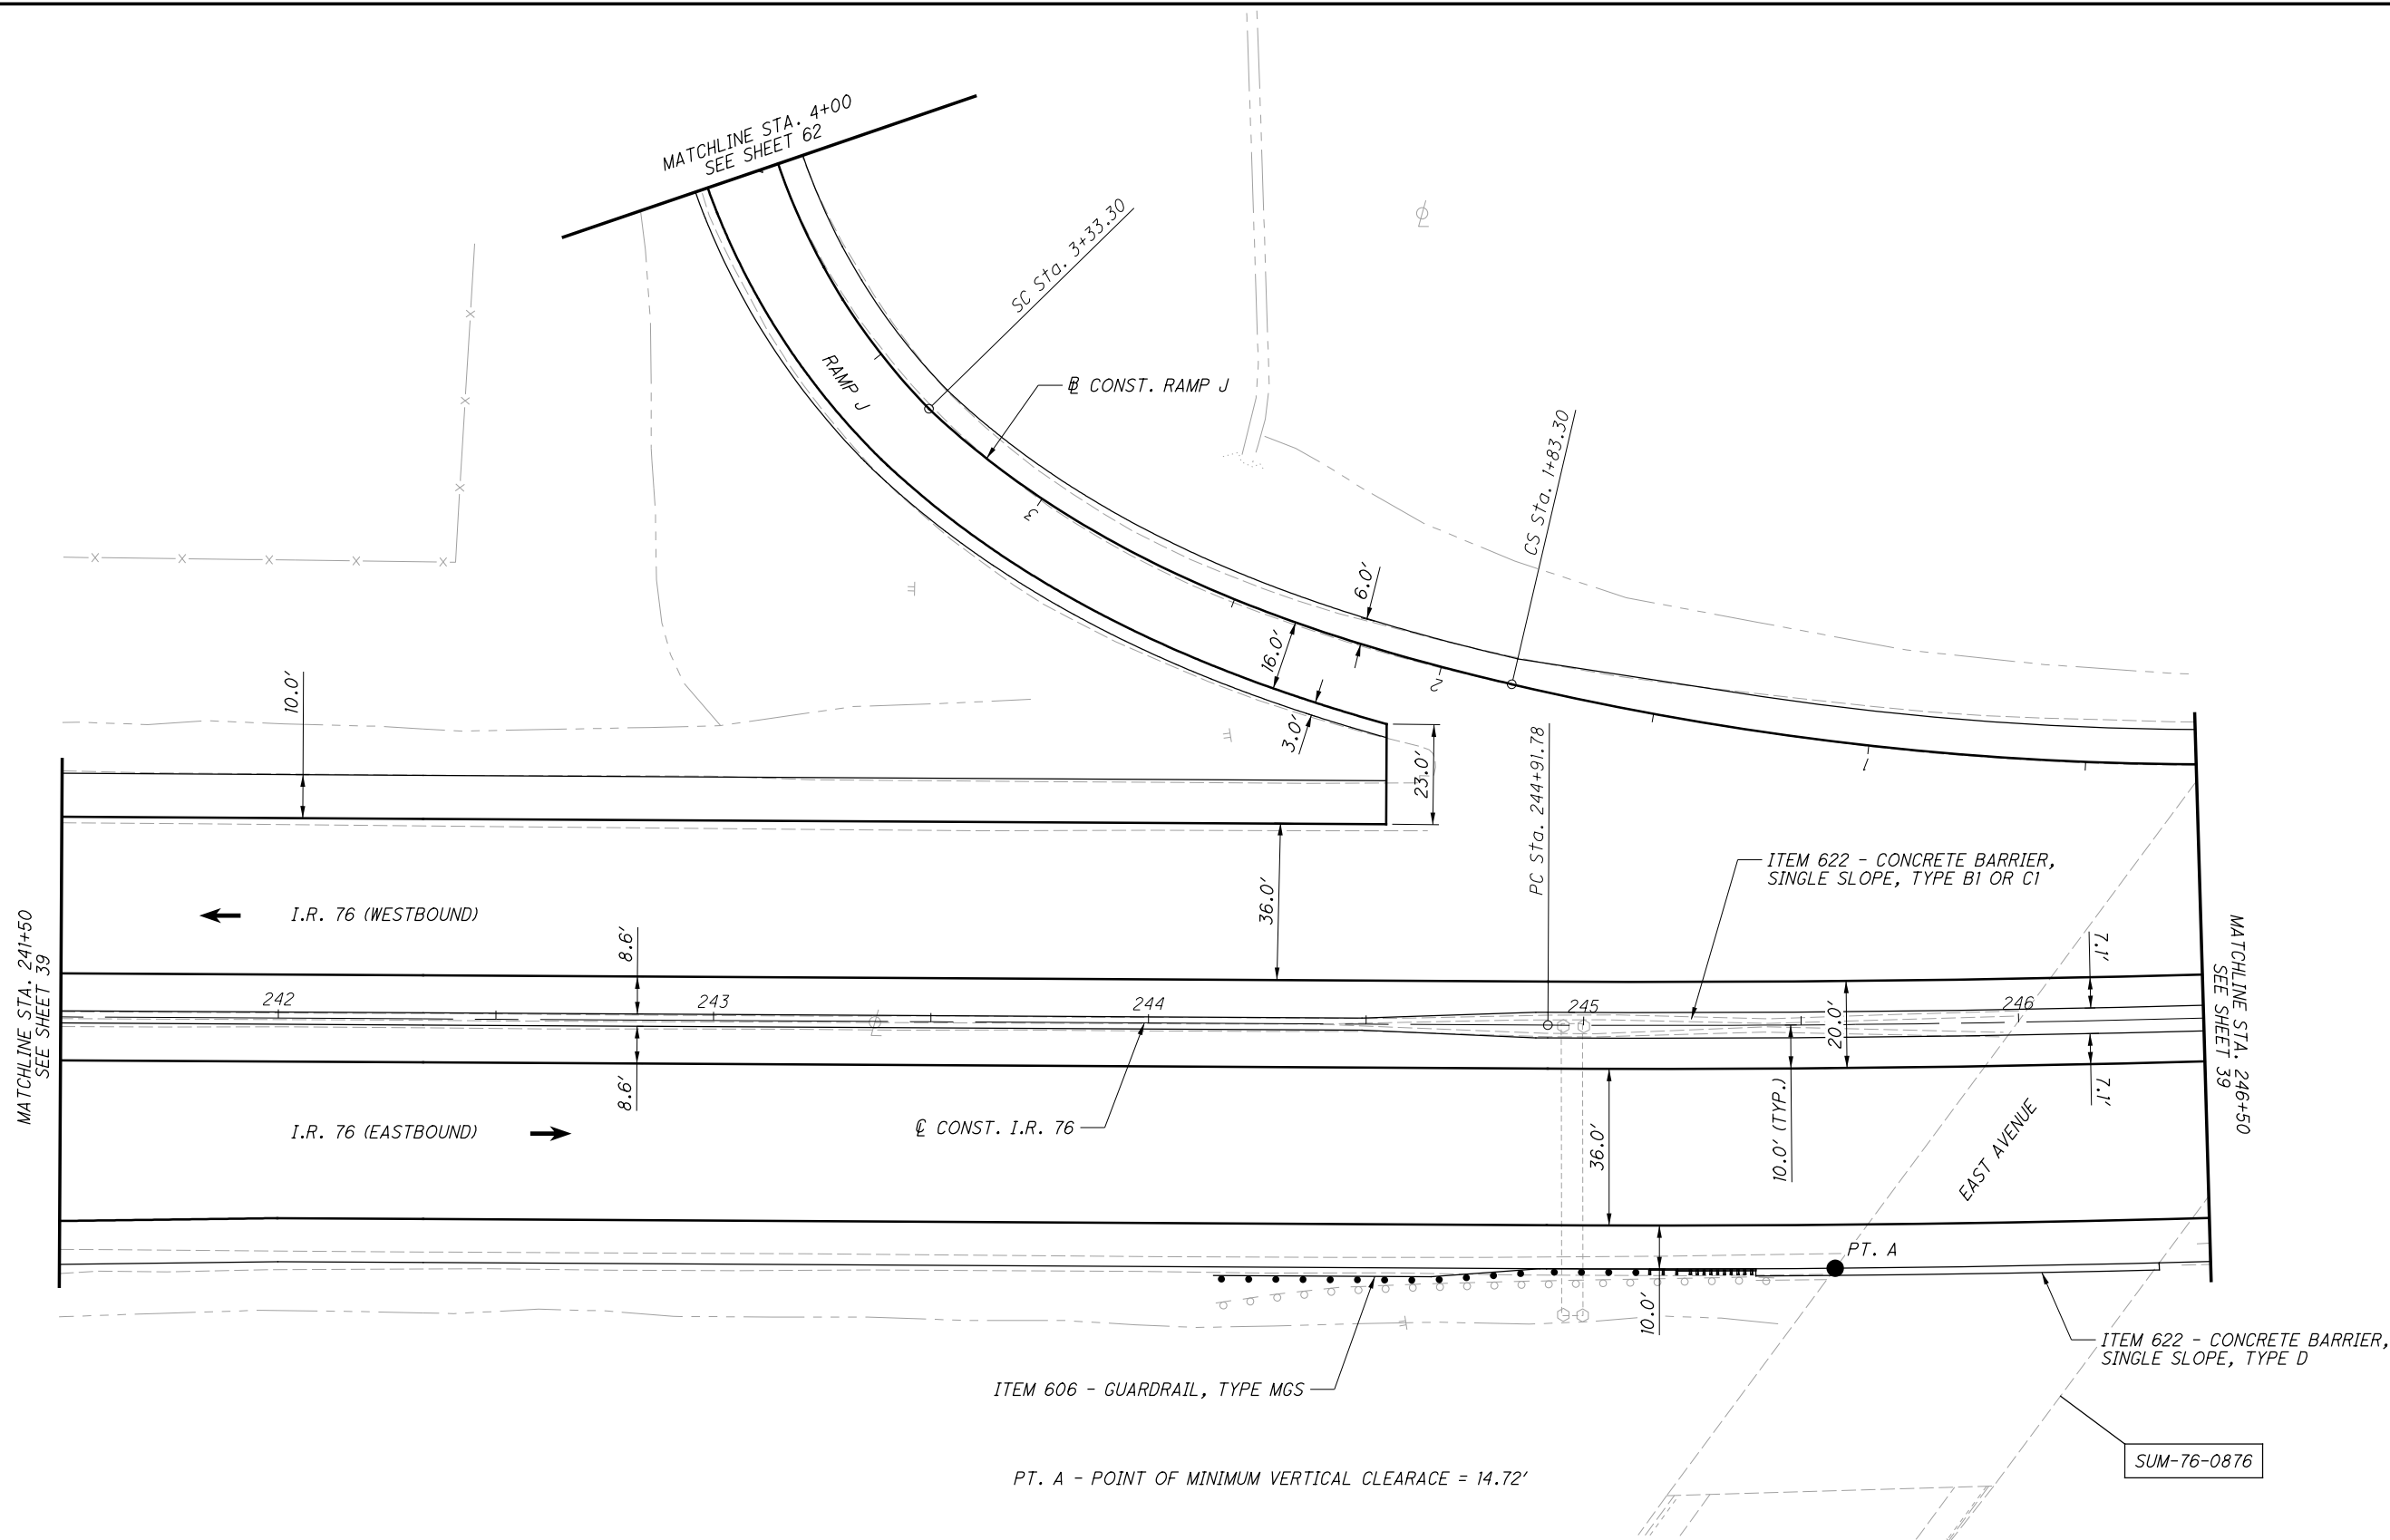 MATCHLINE STA. 4+00
SEE SHEET 62
SC Sta. 3+33.30
RAMP J
℄ CONST. RAMP J
CS Sta. 1+83.30
3
6.0'
16.0'
2
3.0'
10.0'
23.0'
PC Sta. 244+91.78
1
ITEM 622 - CONCRETE BARRIER,
SINGLE SLOPE, TYPE B1 OR C1
36.0'
I.R. 76 (WESTBOUND)
MATCHLINE STA. 241+50
SEE SHEET 39
8.6'
7.1'
MATCHLINE STA. 246+50
SEE SHEET 39
242
243
244
245
246
20.0'
8.6'
7.1'
10.0' (TYP.)
℄ CONST. I.R. 76
I.R. 76 (EASTBOUND)
36.0'
EAST AVENUE
PT. A
10.0'
ITEM 622 - CONCRETE BARRIER,
SINGLE SLOPE, TYPE D
ITEM 606 - GUARDRAIL, TYPE MGS
SUM-76-0876
PT. A - POINT OF MINIMUM VERTICAL CLEARACE = 14.72'